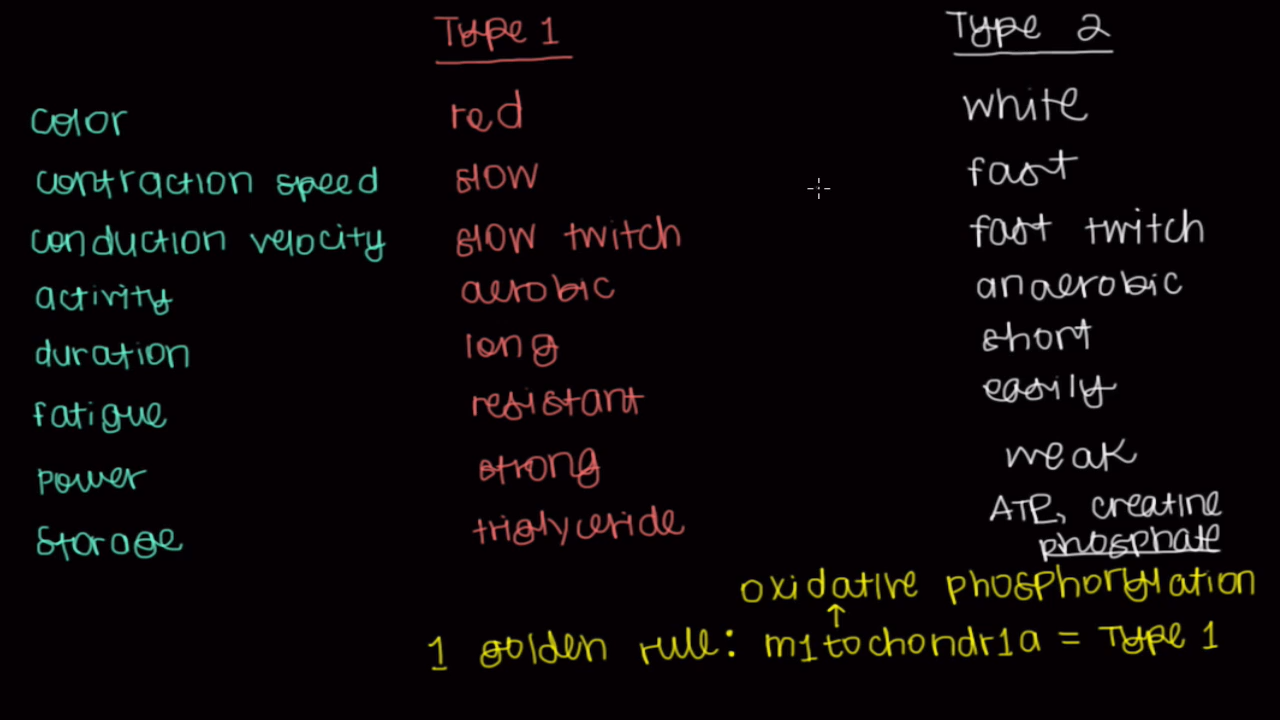 Type 1 Type 2
color red white
contraction speed slow fast
conduction velocity slow twitch fast twitch
activity aerobic anaerobic
duration long short
fatigue resistant easily
power strong weak
storage triglyceride ATP, creatine
phosphate
oxidative phosphorylation
↑
1 golden rule: mitochondria = Type 1